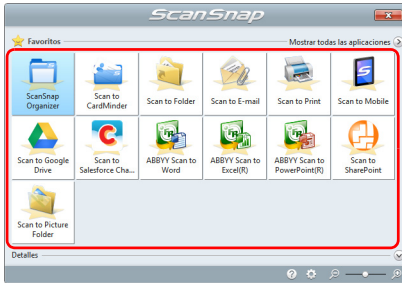 ScanSnap
Favoritos
Mostrar todas las aplicaciones
ScanSnap
Organizer
Scan to
CardMinder
Scan to Folder
Scan to E-mail
Scan to Print
Scan to Mobile
Scan to Google
Drive
Scan to
Salesforce Cha...
ABBYY Scan to
Word
ABBYY Scan to
Excel(R)
ABBYY Scan to
PowerPoint(R)
Scan to
SharePoint
Scan to Picture
Folder
Detalles